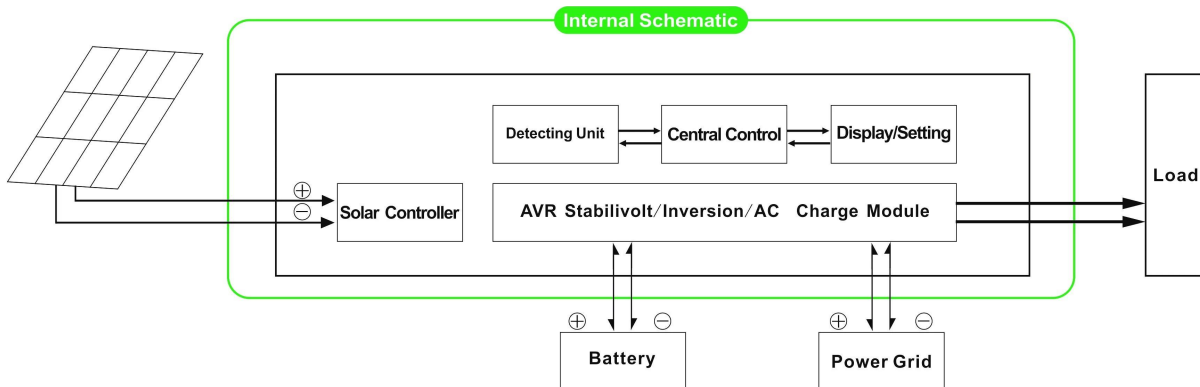 Internal Schematic
Detecting Unit
Central Control
Display/Setting
⊕
⊖
Solar Controller
AVR Stabilivolt/Inversion/AC Charge Module
Load
⊕
⊖
⊕
⊖
Battery
Power Grid